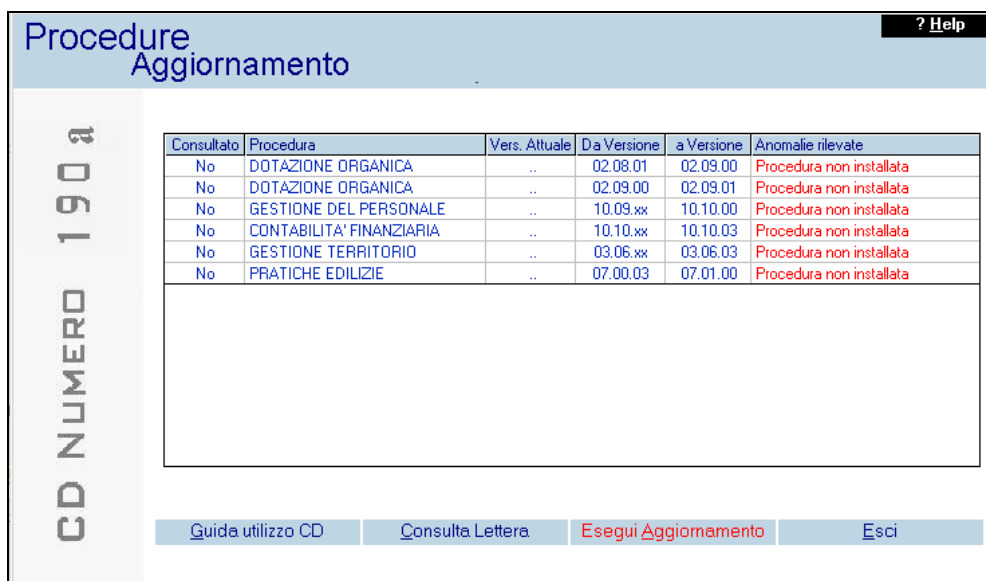 ? Help
Procedure
Aggiornamento
CD NUMERO 190a
Consultato Procedura Vers. Attuale Da Versione a Versione Anomalie rilevate
No DOTAZIONE ORGANICA .. 02.08.01 02.09.00 Procedura non installata
No DOTAZIONE ORGANICA .. 02.09.00 02.09.01 Procedura non installata
No GESTIONE DEL PERSONALE .. 10.09.xx 10.10.00 Procedura non installata
No CONTABILITA' FINANZIARIA .. 10.10.xx 10.10.03 Procedura non installata
No GESTIONE TERRITORIO .. 03.06.xx 03.06.03 Procedura non installata
No PRATICHE EDILIZIE .. 07.00.03 07.01.00 Procedura non installata
Guida utilizzo CD Consulta Lettera Esegui Aggiornamento Esci